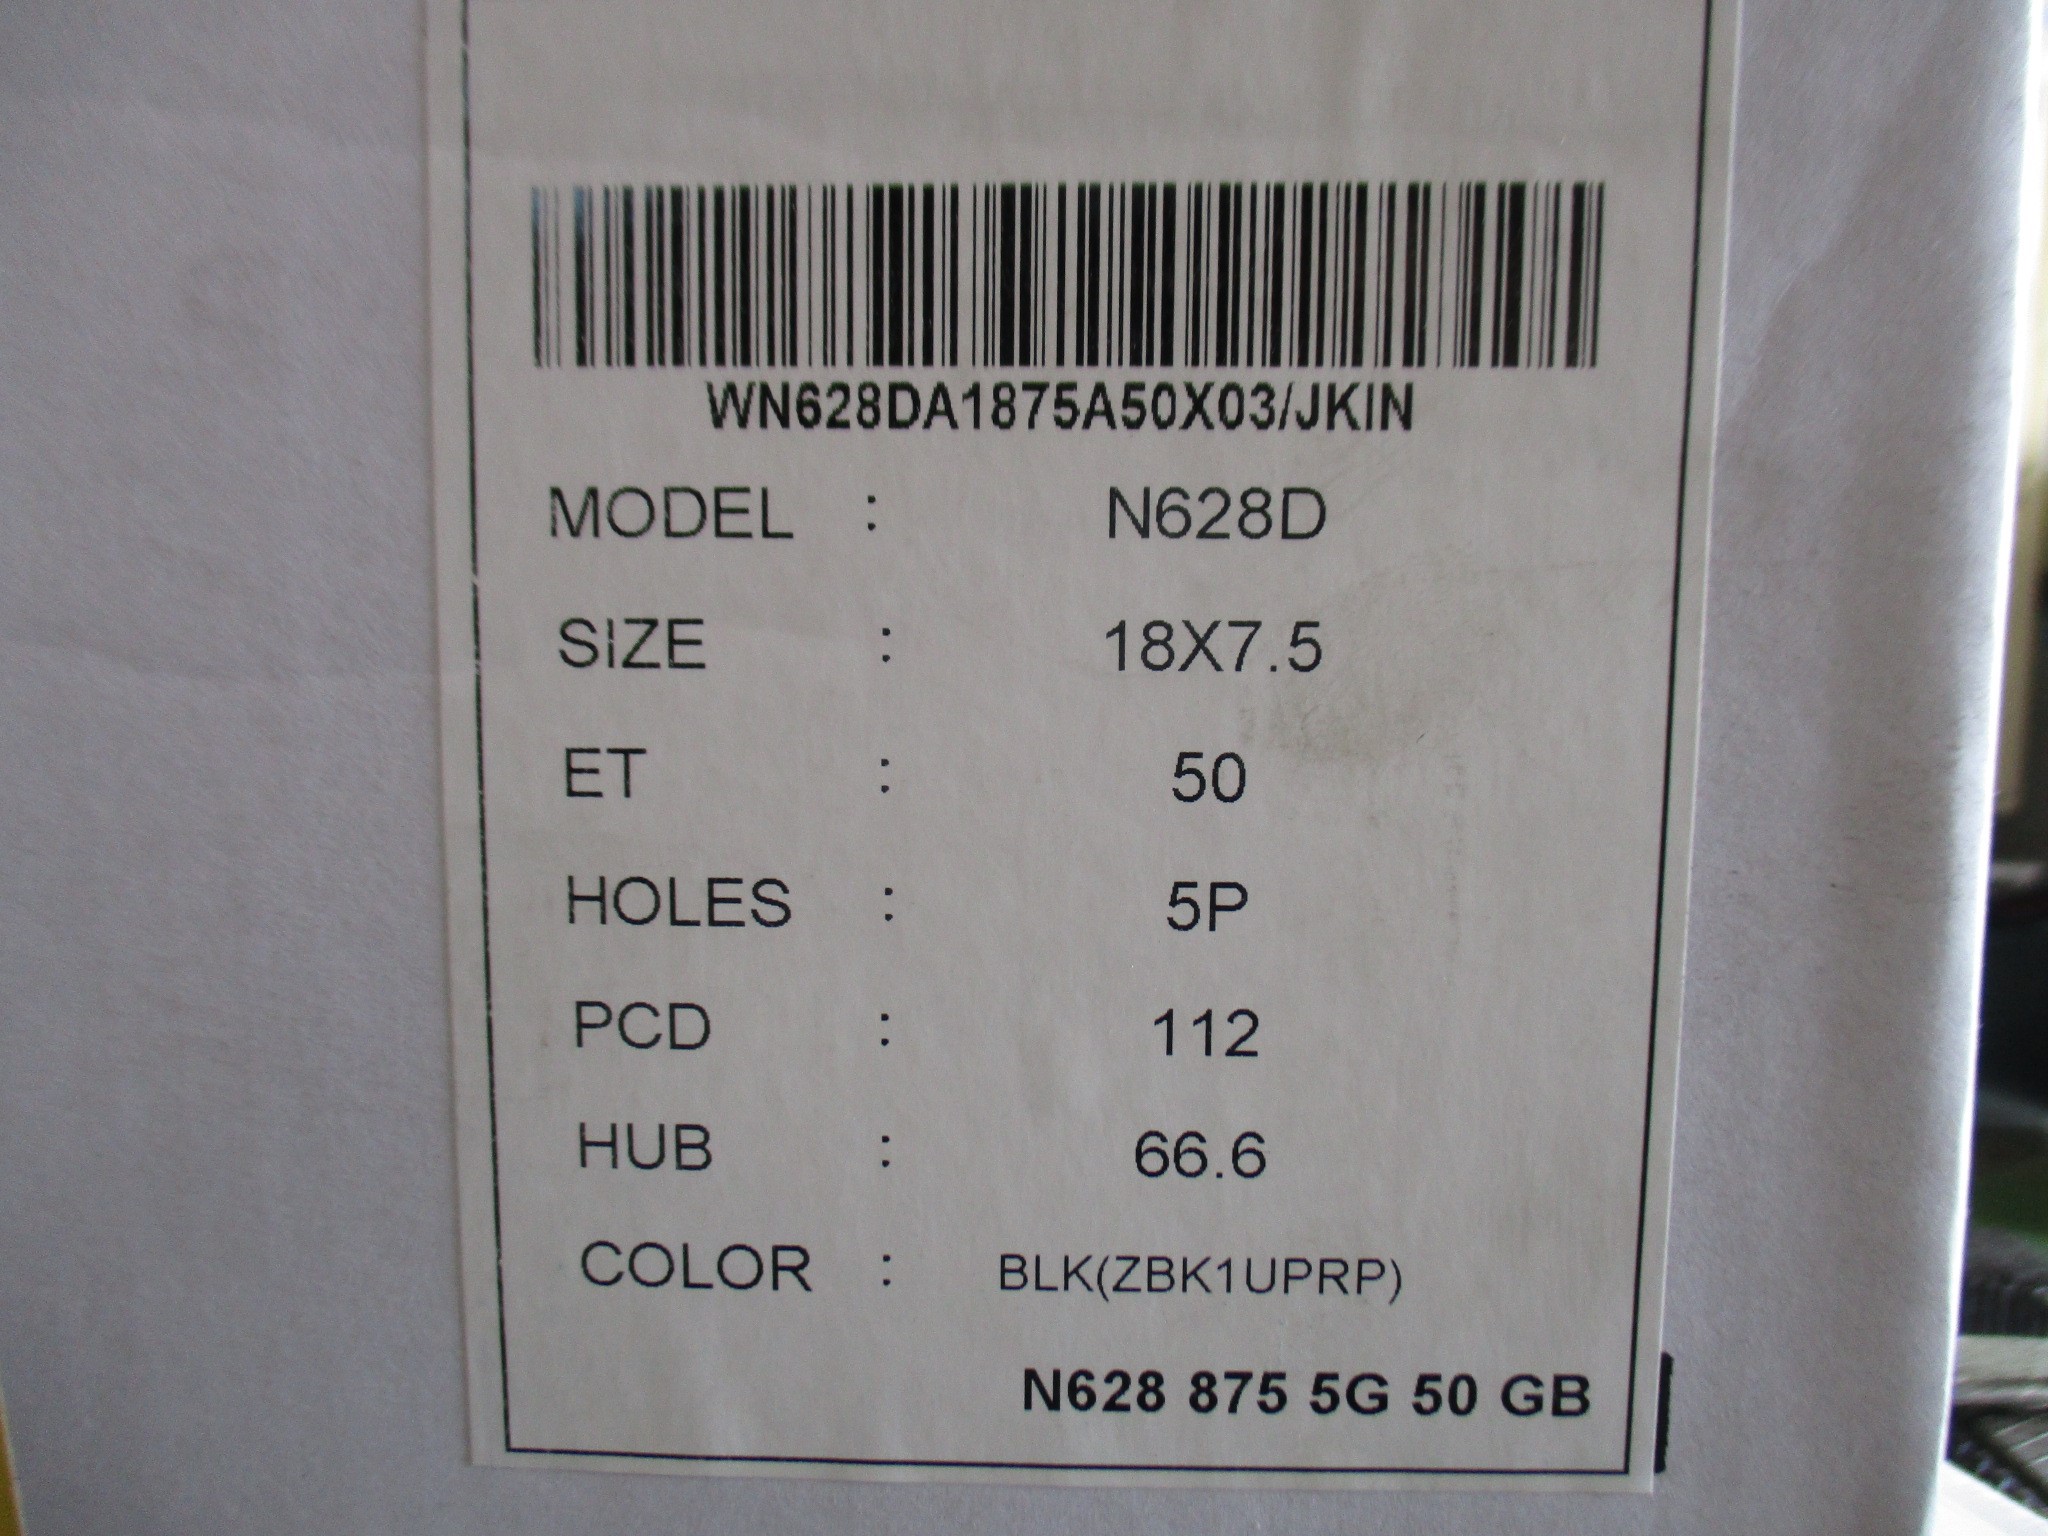 WN628DA1875A50X03/JKIN
MODEL : N628D
SIZE : 18X7.5
ET : 50
HOLES : 5P
PCD : 112
HUB : 66.6
COLOR : BLK(ZBK1UPRP)
N628 875 5G 50 GB